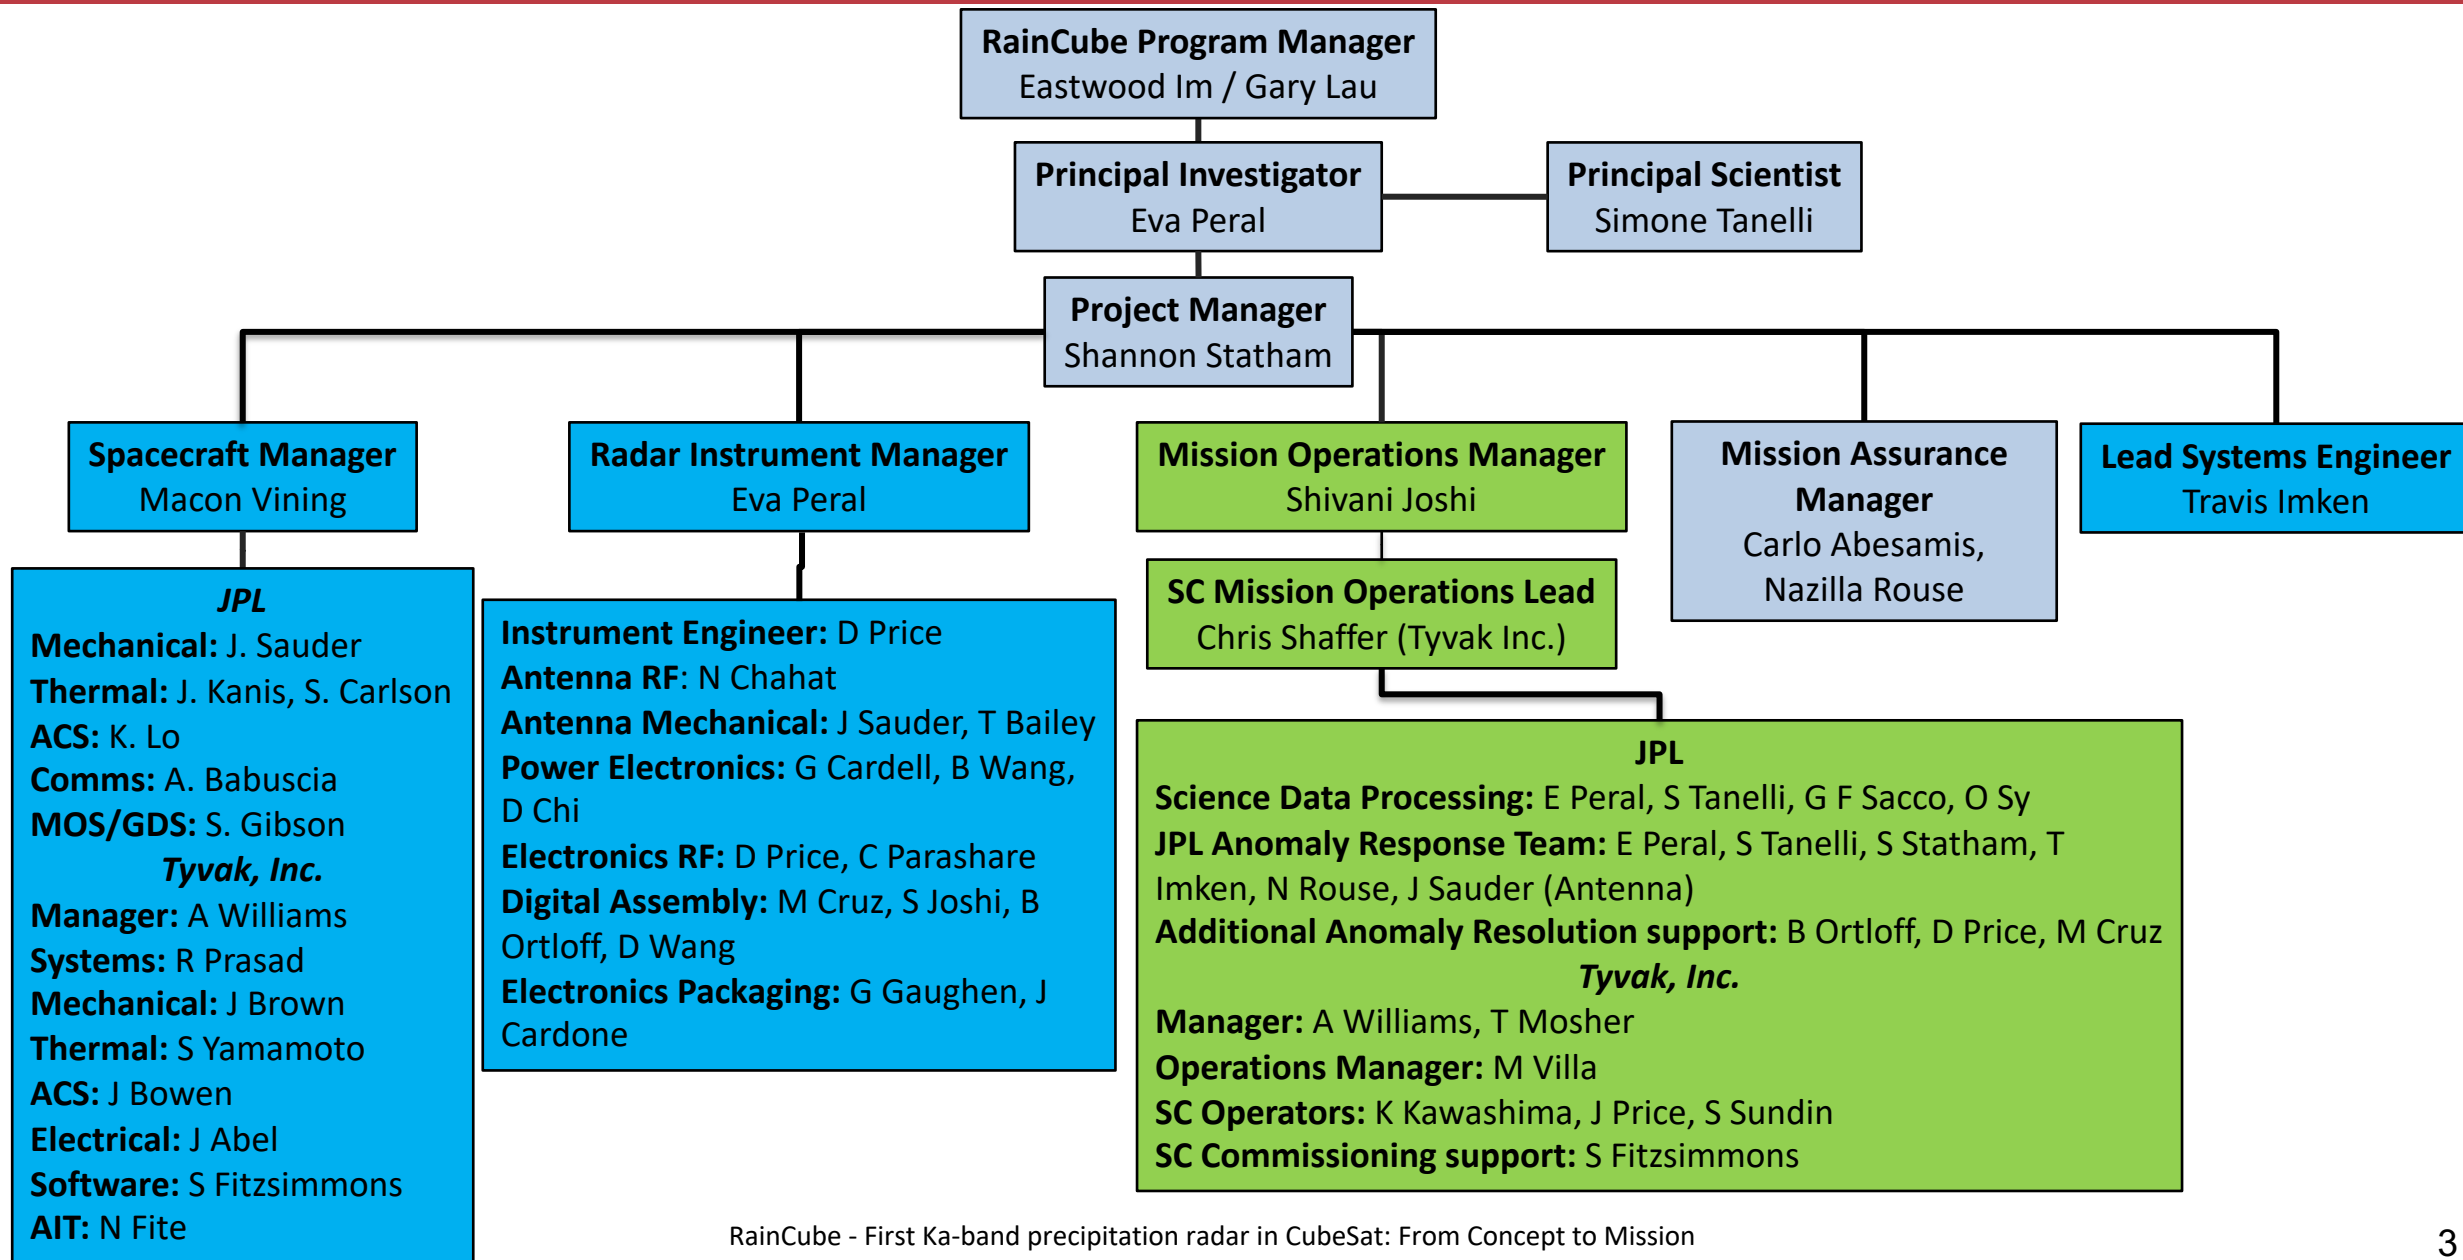 RainCube Program Manager
Eastwood Im / Gary Lau
Principal Investigator
Eva Peral
Principal Scientist
Simone Tanelli
Project Manager
Shannon Statham
Spacecraft Manager
Macon Vining
Radar Instrument Manager
Eva Peral
Mission Operations Manager
Shivani Joshi
Mission Assurance
Manager
Carlo Abesamis,
Nazilla Rouse
Lead Systems Engineer
Travis Imken
SC Mission Operations Lead
Chris Shaffer (Tyvak Inc.)
JPL
Mechanical: J. Sauder
Thermal: J. Kanis, S. Carlson
ACS: K. Lo
Comms: A. Babuscia
MOS/GDS: S. Gibson
Tyvak, Inc.
Manager: A Williams
Systems: R Prasad
Mechanical: J Brown
Thermal: S Yamamoto
ACS: J Bowen
Electrical: J Abel
Software: S Fitzsimmons
AIT: N Fite
Instrument Engineer: D Price
Antenna RF: N Chahat
Antenna Mechanical: J Sauder, T Bailey
Power Electronics: G Cardell, B Wang,
D Chi
Electronics RF: D Price, C Parashare
Digital Assembly: M Cruz, S Joshi, B
Ortloff, D Wang
Electronics Packaging: G Gaughen, J
Cardone
JPL
Science Data Processing: E Peral, S Tanelli, G F Sacco, O Sy
JPL Anomaly Response Team: E Peral, S Tanelli, S Statham, T
Imken, N Rouse, J Sauder (Antenna)
Additional Anomaly Resolution support: B Ortloff, D Price, M Cruz
Tyvak, Inc.
Manager: A Williams, T Mosher
Operations Manager: M Villa
SC Operators: K Kawashima, J Price, S Sundin
SC Commissioning support: S Fitzsimmons
RainCube - First Ka-band precipitation radar in CubeSat: From Concept to Mission
3